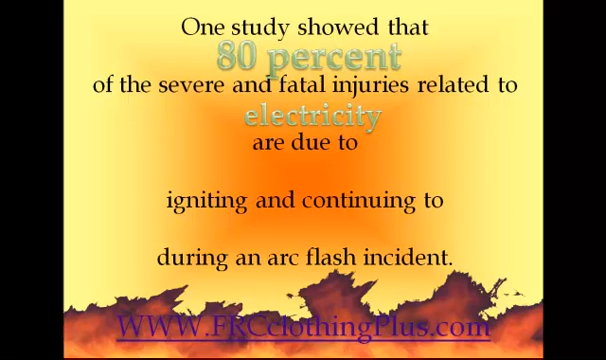 One study showed that
80 percent
of the severe and fatal injuries related to
electricity
are due to
igniting and continuing to
during an arc flash incident.
WWW.FRCclothingPlus.com